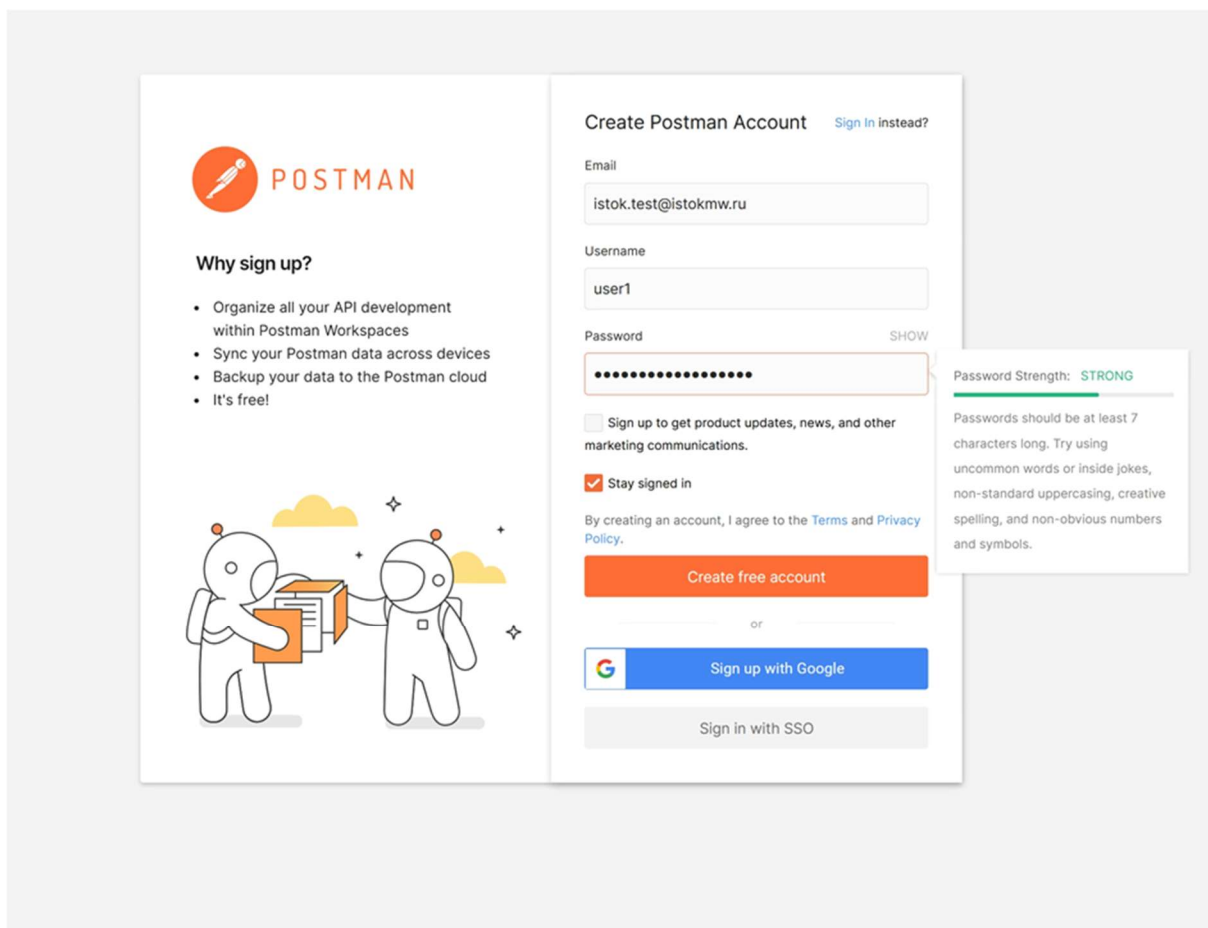 POSTMAN
Why sign up?
• Organize all your API development
within Postman Workspaces
• Sync your Postman data across devices
• Backup your data to the Postman cloud
• It's free!
Create Postman Account Sign In instead?
Email
istok.test@istokmw.ru
Username
user1
Password SHOW
••••••••••••••••••
Sign up to get product updates, news, and other
marketing communications.
Stay signed in
By creating an account, I agree to the Terms and Privacy
Policy.
Create free account
or
G Sign up with Google
Sign in with SSO
Password Strength: STRONG
Passwords should be at least 7
characters long. Try using
uncommon words or inside jokes,
non-standard uppercasing, creative
spelling, and non-obvious numbers
and symbols.